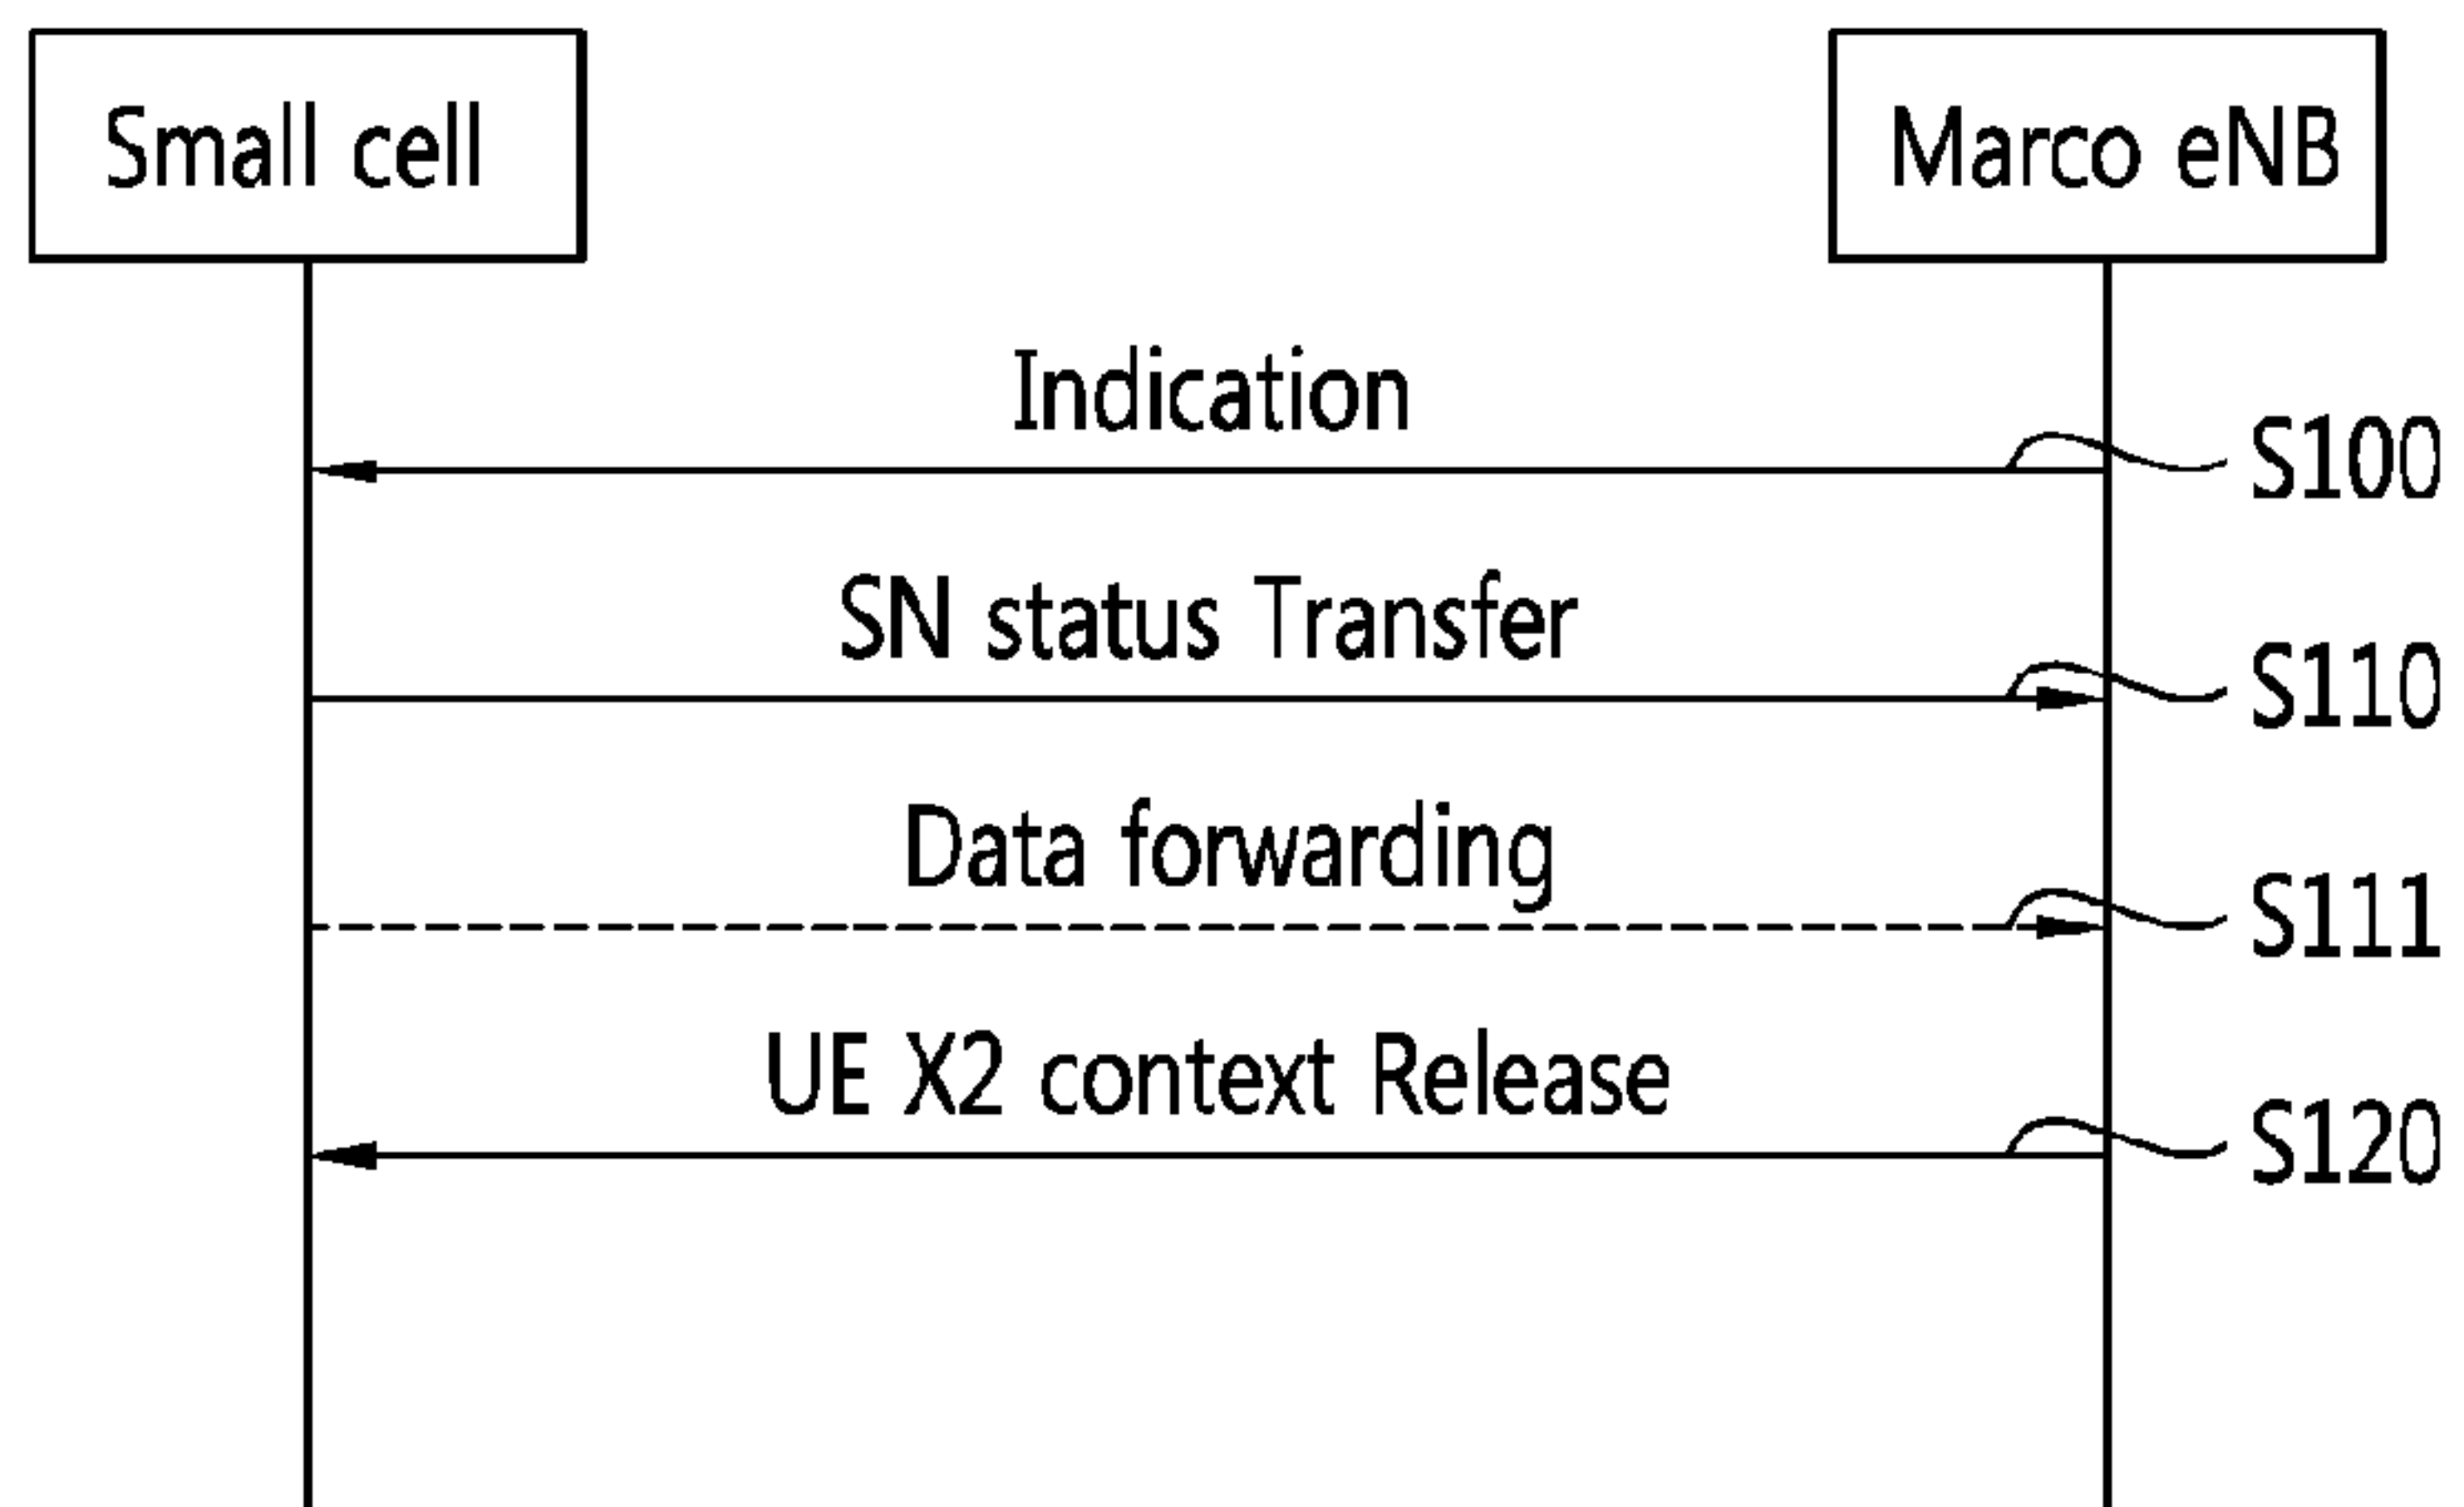 Small cell
Marco eNB
Indication
S100
SN status Transfer
S110
Data forwarding
S111
UE X2 context Release
S120